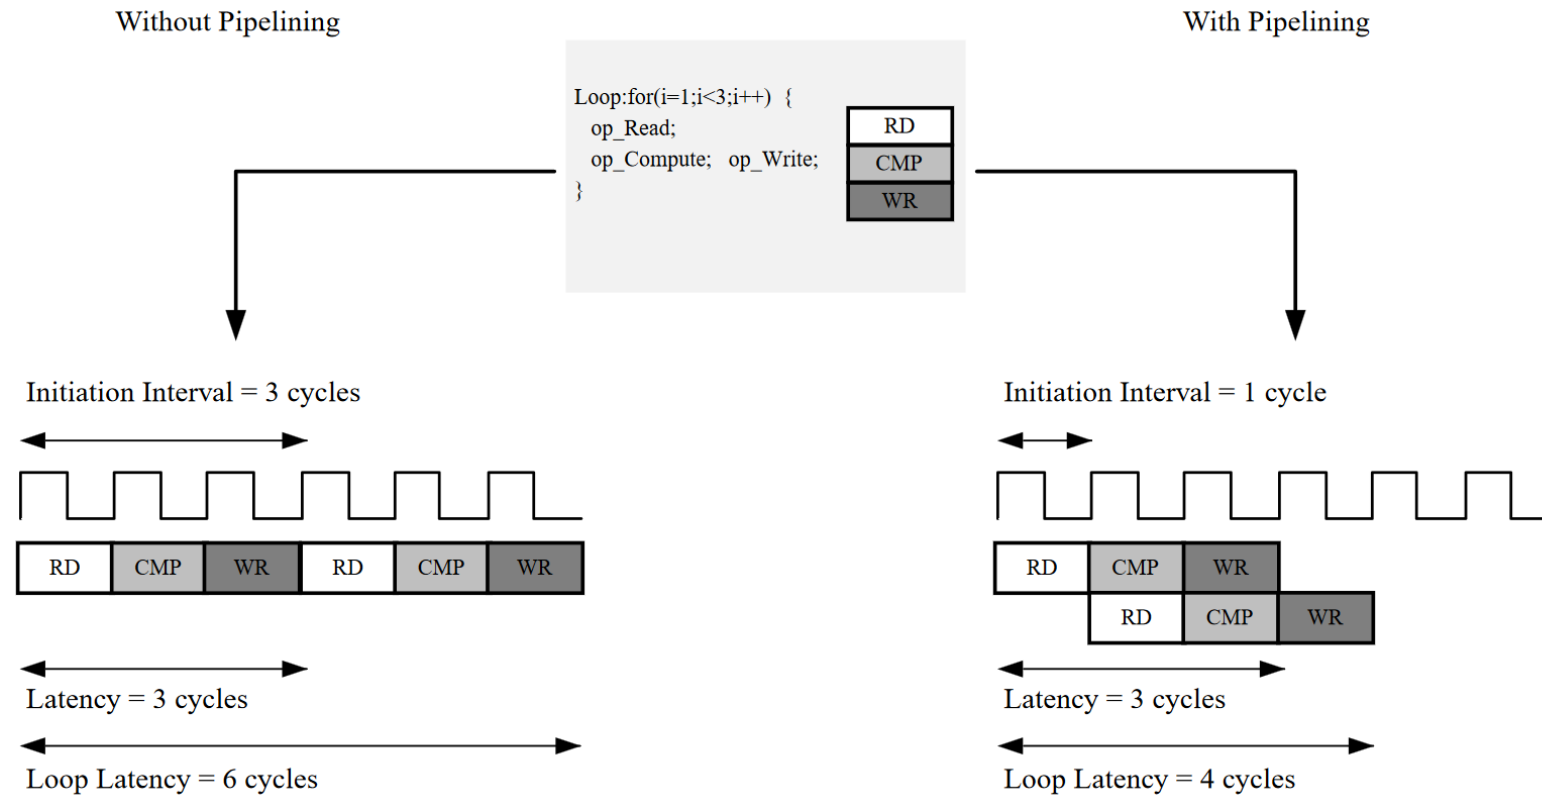 Without Pipelining
With Pipelining
Loop:for(i=1;i<3;i++) {
op_Read;
op_Compute; op_Write;
}
RD
CMP
WR
Initiation Interval = 3 cycles
RD CMP WR RD CMP WR
Latency = 3 cycles
Loop Latency = 6 cycles
Initiation Interval = 1 cycle
RD CMP WR
RD CMP WR
Latency = 3 cycles
Loop Latency = 4 cycles